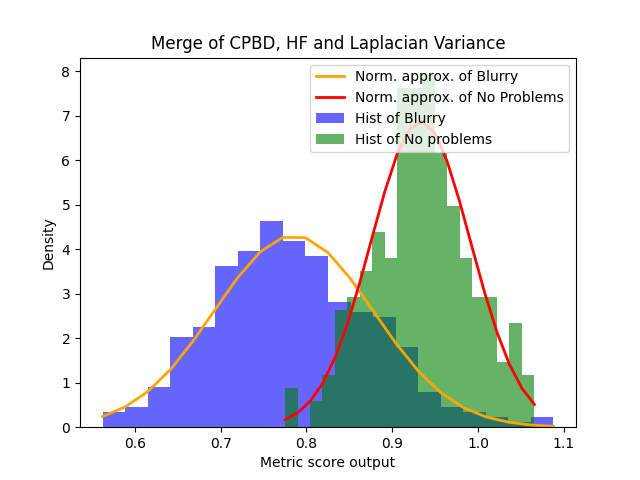 Merge of CPBD, HF and Laplacian Variance
Norm. approx. of Blurry
Norm. approx. of No Problems
Hist of Blurry
Hist of No problems
Density
8
7
6
5
4
3
2
1
0
0.6 0.7 0.8 0.9 1.0 1.1
Metric score output